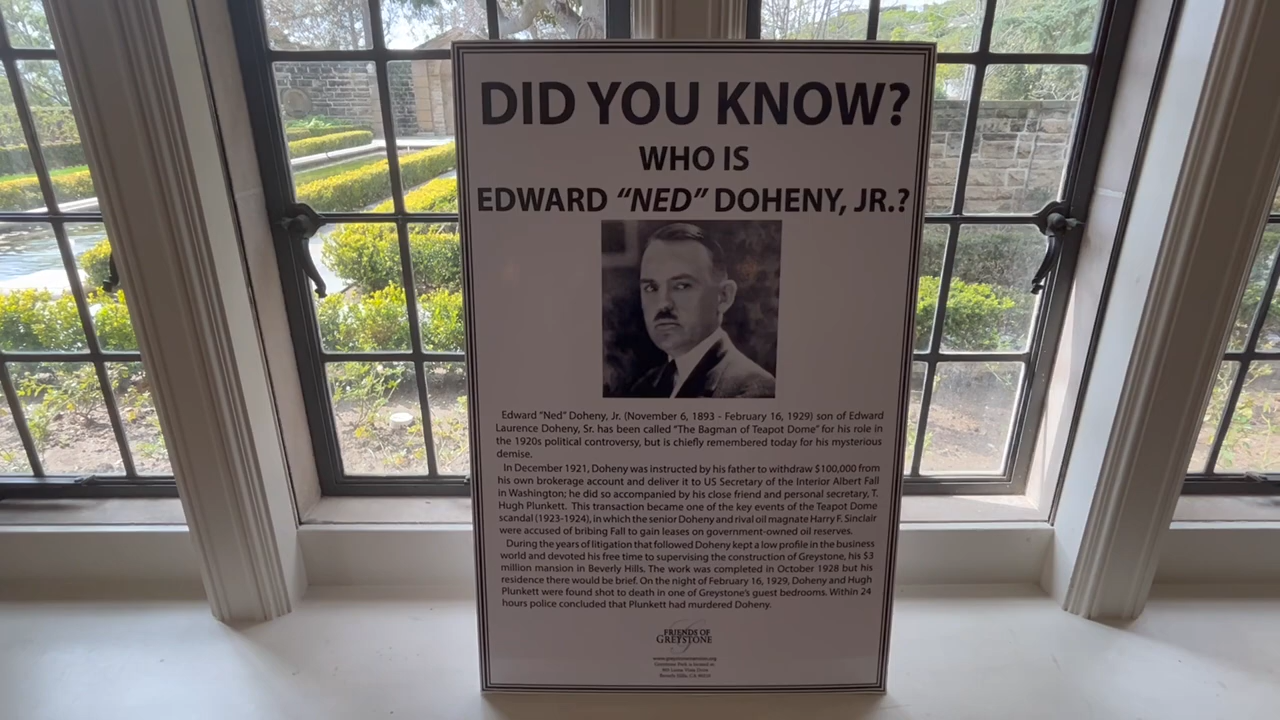 DID YOU KNOW?
WHO IS
EDWARD “NED” DOHENY, JR.?
Edward “Ned” Doheny, Jr. (November 6, 1893 - February 16, 1929) son of Edward
Laurence Doheny, Sr. has been called “The Bagman of Teapot Dome” for his role in
the 1920s political controversy, but is chiefly remembered today for his mysterious
demise.
In December 1921, Doheny was instructed by his father to withdraw $100,000 from
his own brokerage account and deliver it to US Secretary of the Interior Albert Fall
in Washington; he did so accompanied by his close friend and personal secretary, T.
Hugh Plunkett. This transaction became one of the key events of the Teapot Dome
scandal (1923-1924), in which the senior Doheny and rival oil magnate Harry F. Sinclair
were accused of bribing Fall to gain leases on government-owned oil reserves.
During the years of litigation that followed Doheny kept a low profile in the business
world and devoted his free time to supervising the construction of Greystone, his $3
million mansion in Beverly Hills. The work was completed in October 1928 but his
residence there would be brief. On the night of February 16, 1929, Doheny and Hugh
Plunkett were found shot to death in one of Greystone's guest bedrooms. Within 24
hours police concluded that Plunkett had murdered Doheny.
FRIENDS OF
GREYSTONE
Greystone Park is located at
905 Loma Vista Drive
Beverly Hills, CA 90210